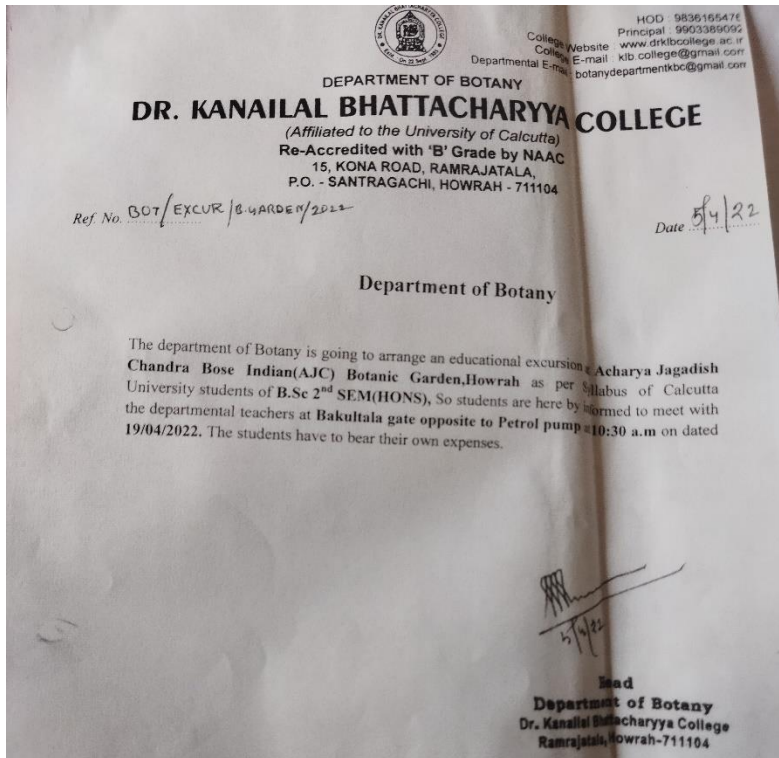 HOD : 983616547
Principal : 9903389092
College Website : www.drklbcollege.ac.ir
College E-mail : klb.college@gmail.com
Departmental E-mail : botanydepartmentkbc@gmail.com
DEPARTMENT OF BOTANY
DR. KANAILAL BHATTACHARYYA COLLEGE
(Affiliated to the University of Calcutta)
Re-Accredited with 'B' Grade by NAAC
15, KONA ROAD, RAMRAJATALA,
P.O. - SANTRAGACHI, HOWRAH - 711104
Ref. No. BOT/EXCUR/B.GARDEN/2022
Date 5/4/22
Department of Botany
The department of Botany is going to arrange an educational excursion Acharya Jagadish
Chandra Bose Indian(AJC) Botanic Garden,Howrah as per Syllabus of Calcutta
University students of B.Sc 2nd SEM(HONS), So students are here by informed to meet with
the departmental teachers at Bakultala gate opposite to Petrol pump 10:30 a.m on dated
19/04/2022. The students have to bear their own expenses.
5/4/22
Head
Department of Botany
Dr. Kanailal Bhattacharyya College
Ramrajatala, Howrah-711104